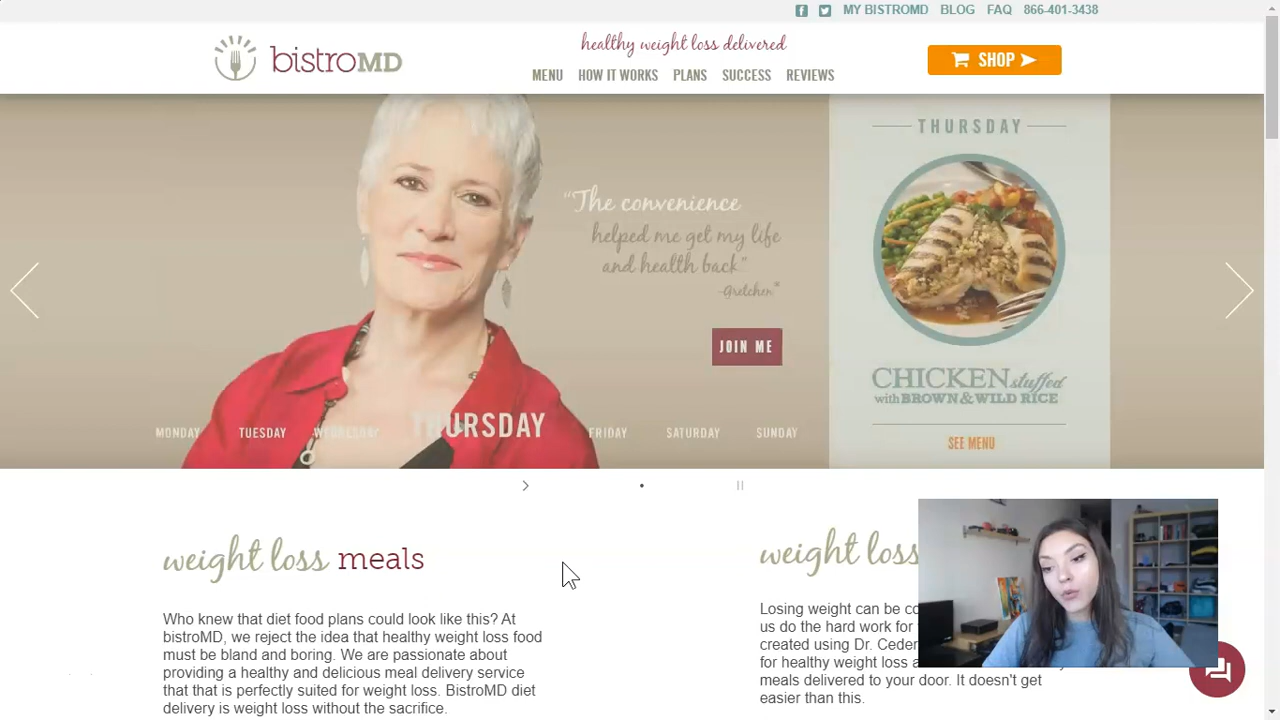 MY BISTROMD BLOG FAQ 866-401-3438
bistroMD
healthy weight loss delivered
MENU HOW IT WORKS PLANS SUCCESS REVIEWS
SHOP
THURSDAY
"The convenience
helped me get my life
and health back."
-Gretchen*
JOIN ME
CHICKEN stuffed
with BROWN & WILD RICE
SEE MENU
MONDAY TUESDAY WEDNESDAY THURSDAY FRIDAY SATURDAY SUNDAY
weight loss meals
Who knew that diet food plans could look like this? At
bistroMD, we reject the idea that healthy weight loss food
must be bland and boring. We are passionate about
providing a healthy and delicious meal delivery service
that that is perfectly suited for weight loss. BistroMD diet
delivery is weight loss without the sacrifice.
weight loss
Losing weight can be
us do the hard work for
created using Dr.
for healthy weight loss
meals delivered to your door. It doesn't get
easier than this.